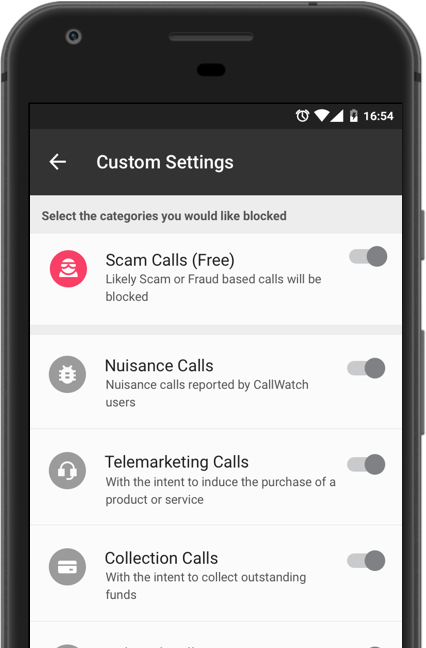 16:54
Custom Settings
Select the categories you would like blocked
Scam Calls (Free)
Likely Scam or Fraud based calls will be
blocked
Nuisance Calls
Nuisance calls reported by CallWatch
users
Telemarketing Calls
With the intent to induce the purchase of a
product or service
Collection Calls
With the intent to collect outstanding
funds